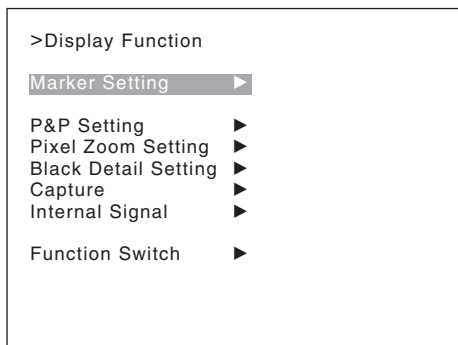 >Display Function
Marker Setting ▶
P&P Setting ▶
Pixel Zoom Setting ▶
Black Detail Setting ▶
Capture ▶
Internal Signal ▶
Function Switch ▶